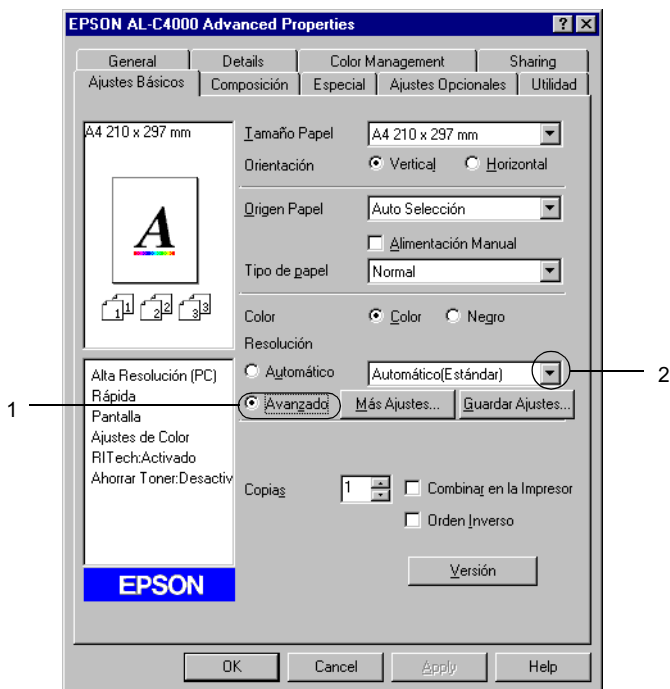 EPSON AL-C4000 Advanced Properties
General Details Color Management Sharing
Ajustes Básicos Composición Especial Ajustes Opcionales Utilidad
A4 210 x 297 mm
A
1 1 2 2 3 3
Tamaño Papel A4 210 x 297 mm
Orientación Vertical Horizontal
Origen Papel Auto Selección
Alimentación Manual
Tipo de papel Normal
Color Color Negro
Resolución
Automático Automático(Estándar) 2
1 Avanzado Más Ajustes... Guardar Ajustes...
Alta Resolución (PC)
Rápida
Pantalla
Ajustes de Color
RITech:Activado
Ahorrar Toner:Desactiv
Copias 1 Combinar en la Impresor
Orden Inverso
Versión
EPSON
OK Cancel Apply Help